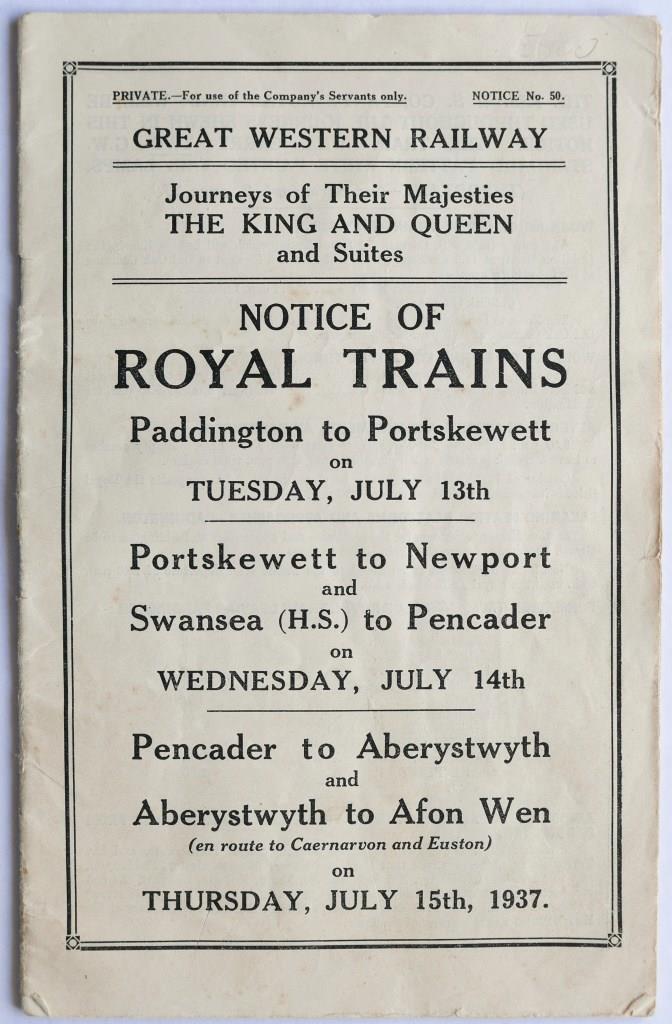 PRIVATE.—For use of the Company's Servants only. NOTICE No. 50.
GREAT WESTERN RAILWAY
Journeys of Their Majesties
THE KING AND QUEEN
and Suites
NOTICE OF
ROYAL TRAINS
Paddington to Portskewett
on
TUESDAY, JULY 13th
Portskewett to Newport
and
Swansea (H.S.) to Pencader
on
WEDNESDAY, JULY 14th
Pencader to Aberystwyth
and
Aberystwyth to Afon Wen
(en route to Caernarvon and Euston)
on
THURSDAY, JULY 15th, 1937.